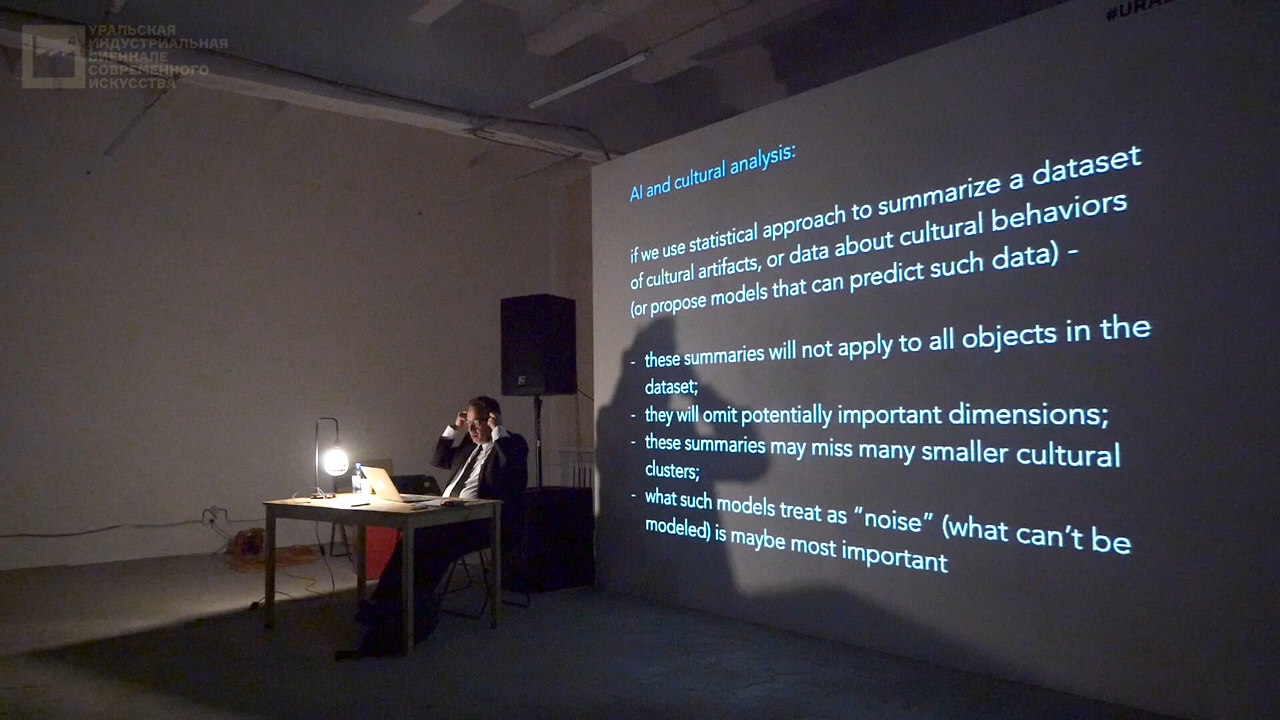 УРАЛЬСКАЯ
ИНДУСТРИАЛЬНАЯ
БИЕННАЛЕ
СОВРЕМЕННОГО
ИСКУССТВА
AI and cultural analysis:
if we use statistical approach to summarize a dataset
of cultural artifacts, or data about cultural behaviors
(or propose models that can predict such data) -
- these summaries will not apply to all objects in the
dataset;
- they will omit potentially important dimensions;
- these summaries may miss many smaller cultural
clusters;
- what such models treat as “noise” (what can’t be
modeled) is maybe most important